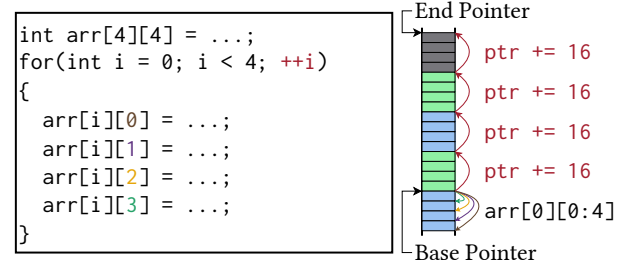 int arr[4][4] = ...;
for(int i = 0; i < 4; ++i)
{
arr[i][0] = ...;
arr[i][1] = ...;
arr[i][2] = ...;
arr[i][3] = ...;
}
End Pointer
ptr += 16
ptr += 16
ptr += 16
ptr += 16
arr[0][0:4]
Base Pointer